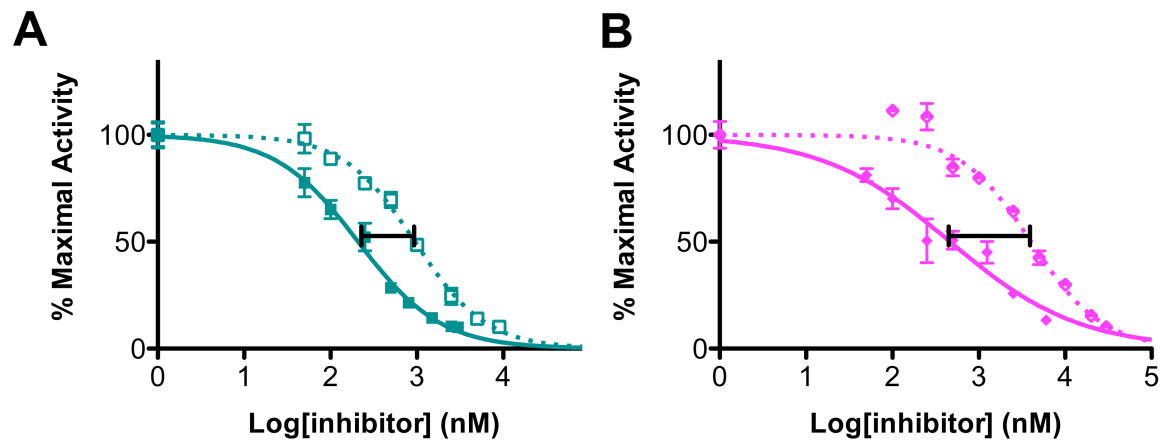 A
% Maximal Activity
100
50
0
0 1 2 3 4
Log[inhibitor] (nM)
B
% Maximal Activity
100
50
0
0 1 2 3 4 5
Log[inhibitor] (nM)